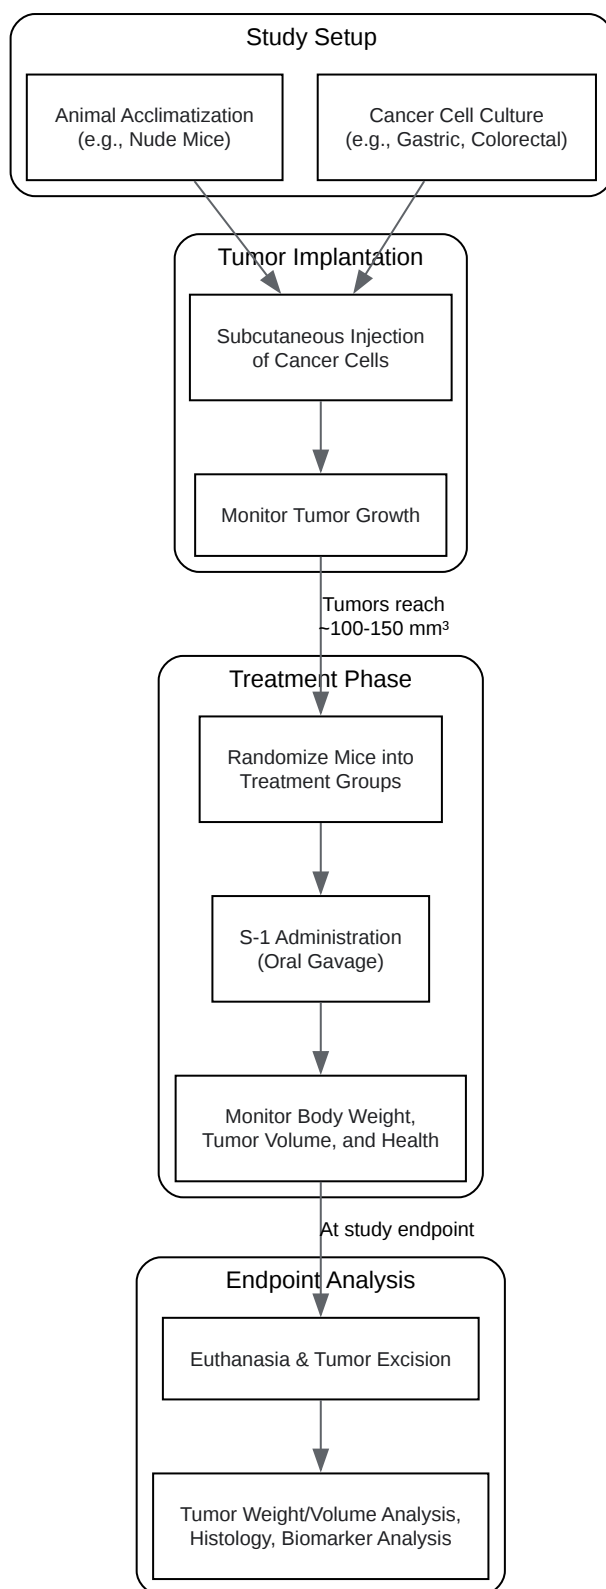 Study Setup
Animal Acclimatization
(e.g., Nude Mice)
Cancer Cell Culture
(e.g., Gastric, Colorectal)
Tumor Implantation
Subcutaneous Injection
of Cancer Cells
Monitor Tumor Growth
Tumors reach
~100-150 mm³
Treatment Phase
Randomize Mice into
Treatment Groups
S-1 Administration
(Oral Gavage)
Monitor Body Weight,
Tumor Volume, and Health
At study endpoint
Endpoint Analysis
Euthanasia & Tumor Excision
Tumor Weight/Volume Analysis,
Histology, Biomarker Analysis